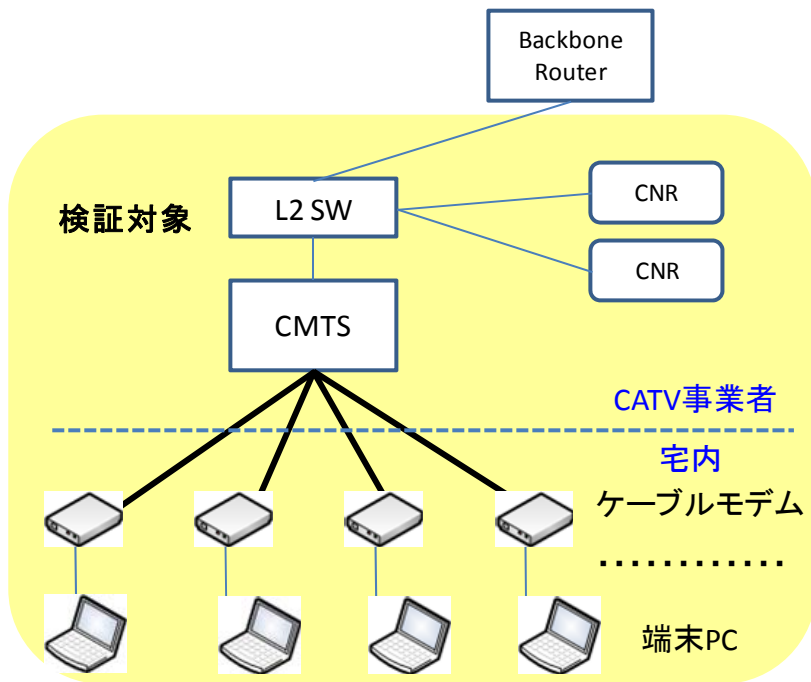 Backbone
Router
検証対象
L2 SW
CNR
CNR
CMTS
CATV事業者
宅内
ケーブルモデム
‥‥‥‥‥‥
端末PC